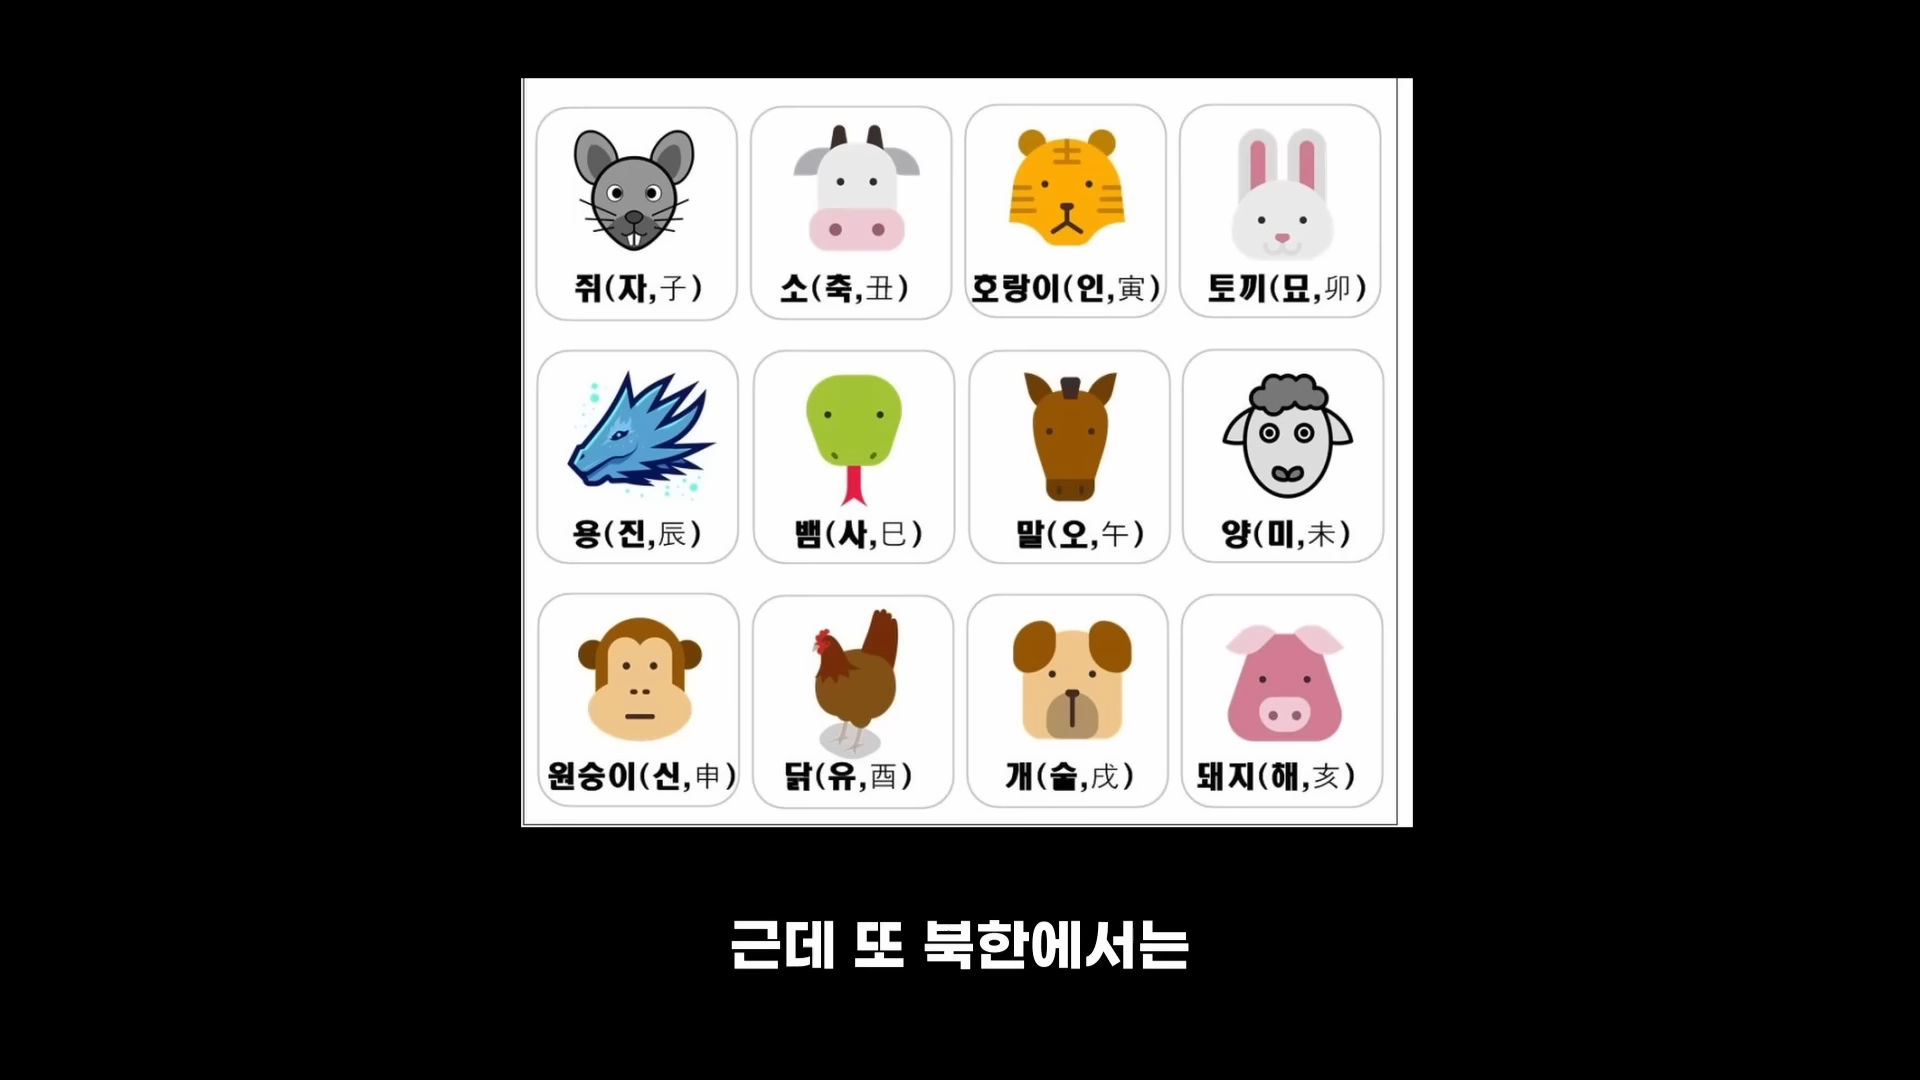 쥐(자,子)
소(축,丑)
호랑이(인,寅)
토끼(묘,卯)
용(진,辰)
뱀(사,巳)
말(오,午)
양(미,未)
원숭이(신,申)
닭(유,酉)
개(술,戌)
돼지(해,亥)
근데 또 북한에서는